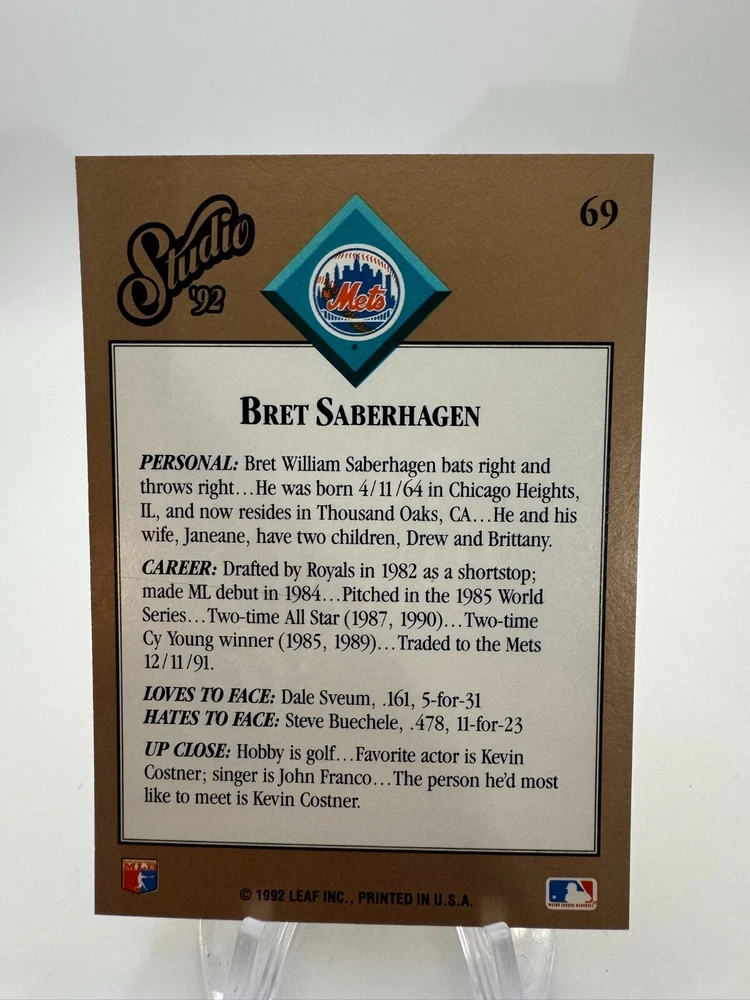 Studio
'92
69
Mets
BRET SABERHAGEN
PERSONAL: Bret William Saberhagen bats right and
throws right...He was born 4/11/64 in Chicago Heights,
IL, and now resides in Thousand Oaks, CA...He and his
wife, Janeane, have two children, Drew and Brittany.
CAREER: Drafted by Royals in 1982 as a shortstop;
made ML debut in 1984...Pitched in the 1985 World
Series...Two-time All Star (1987, 1990)...Two-time
Cy Young winner (1985, 1989)...Traded to the Mets
12/11/91.
LOVES TO FACE: Dale Sveum, .161, 5-for-31
HATES TO FACE: Steve Buechele, .478, 11-for-23
UP CLOSE: Hobby is golf...Favorite actor is Kevin
Costner; singer is John Franco...The person he'd most
like to meet is Kevin Costner.
© 1992 LEAF INC., PRINTED IN U.S.A.
MAJOR LEAGUE BASEBALL